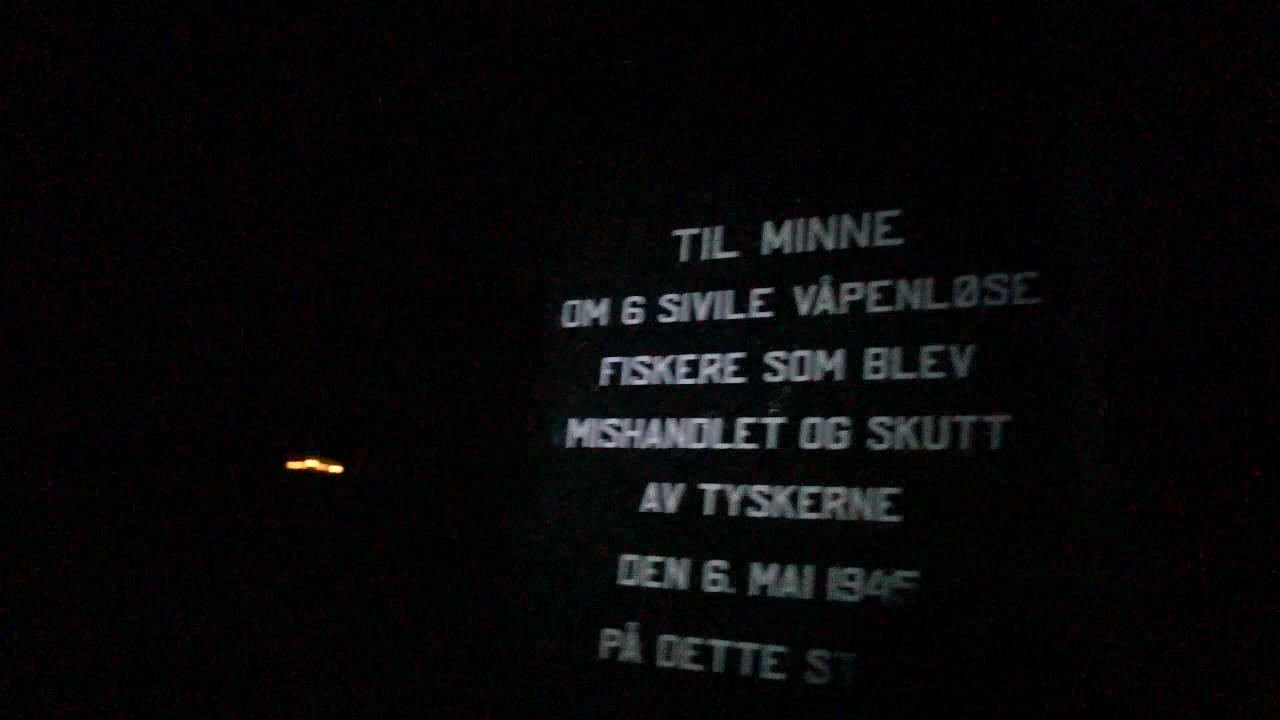 TIL MINNE
OM 6 SIVILE VÅPENLØSE
FISKERE SOM BLEV
MISHANDLET OG SKUTT
AV TYSKERNE
DEN 6. MAI 1945
PÅ DETTE